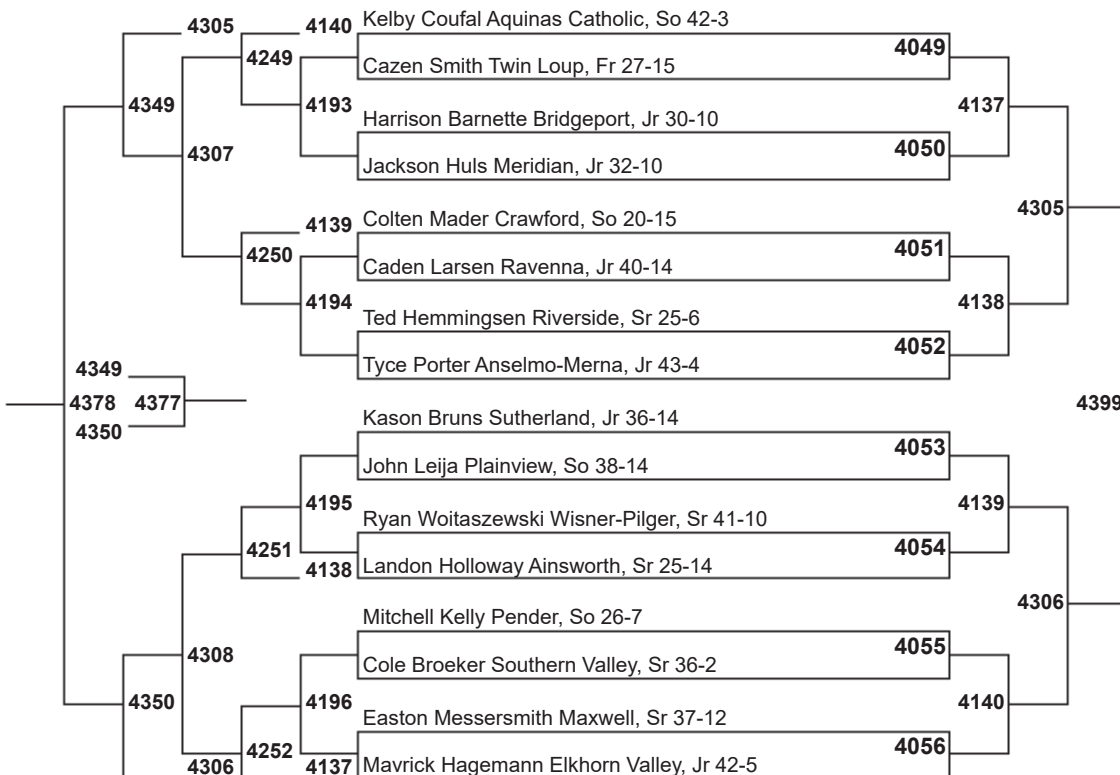 4305 4140 Kelby Coufal Aquinas Catholic, So 42-3
4249 4049
Cazen Smith Twin Loup, Fr 27-15
4349 4193 4137
Harrison Barnette Bridgeport, Jr 30-10
4307 4050
Jackson Huls Meridian, Jr 32-10
4305
4139 Colten Mader Crawford, So 20-15
4250 4051
Caden Larsen Ravenna, Jr 40-14
4194 4138
Ted Hemmingsen Riverside, Sr 25-6
4052
4349 Tyce Porter Anselmo-Merna, Jr 43-4
4378 4377 4399
4350 Kason Bruns Sutherland, Jr 36-14
4053
John Leija Plainview, So 38-14
4195 4139
Ryan Woitaszewski Wisner-Pilger, Sr 41-10
4251 4054
4138 Landon Holloway Ainsworth, Sr 25-14
4306
Mitchell Kelly Pender, So 26-7
4308 4055
Cole Broeker Southern Valley, Sr 36-2
4350 4196 4140
Easton Messersmith Maxwell, Sr 37-12
4252 4056
4306 4137 Mavrick Hagemann Elkhorn Valley, Jr 42-5